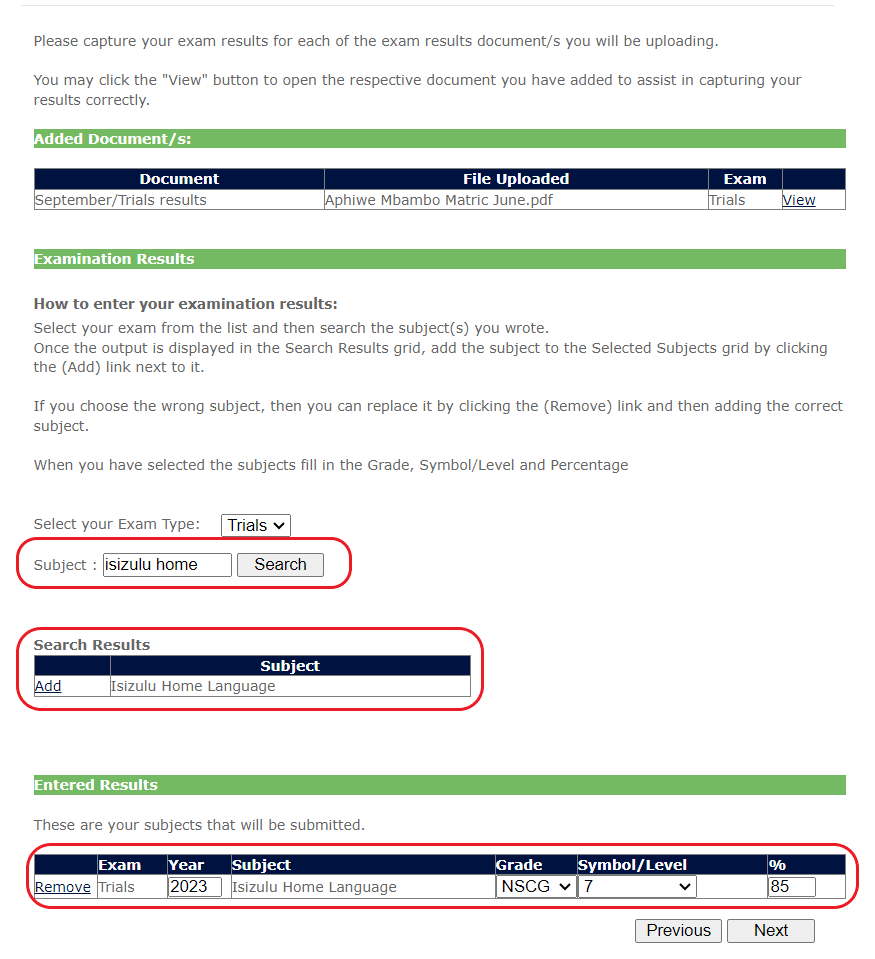 Please capture your exam results for each of the exam results document/s you will be uploading.
You may click the "View" button to open the respective document you have added to assist in capturing your
results correctly.
Added Document/s:
Document File Uploaded Exam
September/Trials results Aphiwe Mbambo Matric June.pdf Trials View
Examination Results
How to enter your examination results:
Select your exam from the list and then search the subject(s) you wrote.
Once the output is displayed in the Search Results grid, add the subject to the Selected Subjects grid by clicking
the (Add) link next to it.
If you choose the wrong subject, then you can replace it by clicking the (Remove) link and then adding the correct
subject.
When you have selected the subjects fill in the Grade, Symbol/Level and Percentage
Select your Exam Type: Trials
Subject : isizulu home Search
Search Results
Subject
Add Isizulu Home Language
Entered Results
These are your subjects that will be submitted.
Exam Year Subject Grade Symbol/Level %
Remove Trials 2023 Isizulu Home Language NSCG 7 85
Previous Next